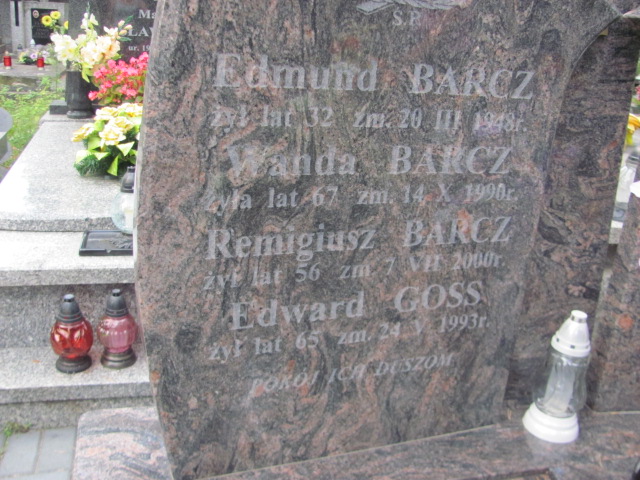 Ś.P.
Edmund BARCZ
żył lat 32 zm. 20 III 1948r.
Wanda BARCZ
żyła lat 67 zm. 14 X 1990r.
Remigiusz BARCZ
żył lat 56 zm. 7 VII 2000r.
Edward GOSS
żył lat 65 zm. 24 V 1993r.
POKÓJ ICH DUSZOM